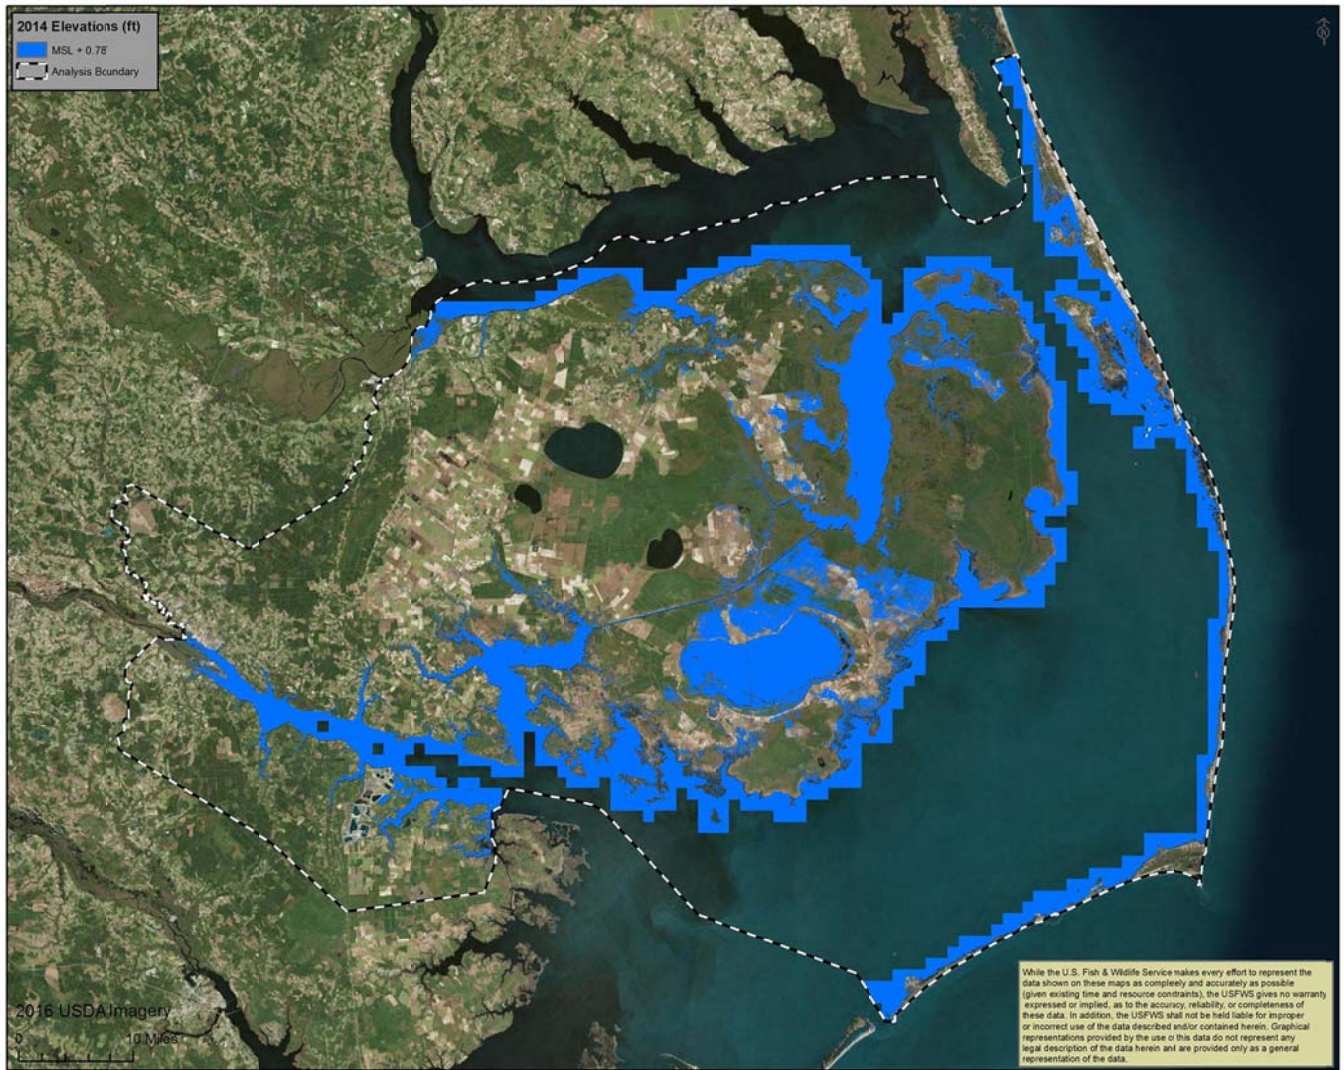 2014 Elevations (ft)
MSL + 0.78'
Analysis Boundary
N
2016 USDA Imagery
0 10 Miles
While the U.S. Fish & Wildlife Service makes every effort to represent the
data shown on these maps as compleely and accurately as possible
(given existing time and resource contraints), the USFWS gives no warranty
expressed or implied, as to the accuracy, reliability, or completeness of
these data. In addition, the USFWS shall not be held liable for improper
or incorrect use of the data described and/or contained herein. Graphical
representations provided by the use of this data do not represent any
legal description of the data herein and are provided only as a general
representation of the data.